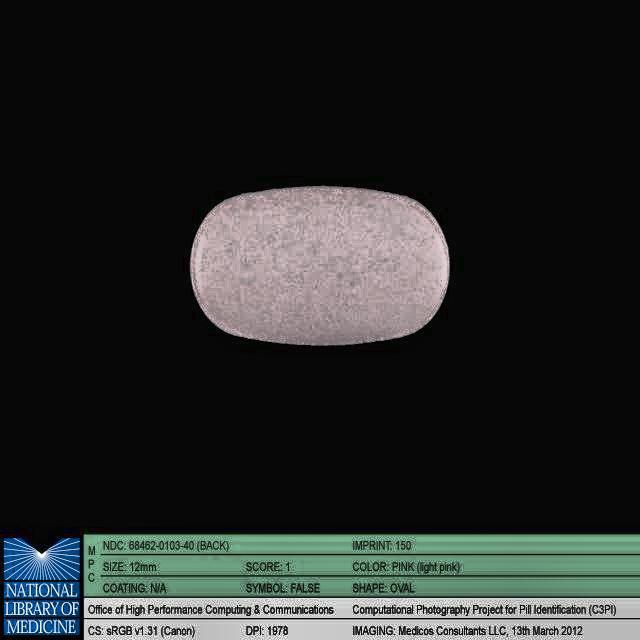 NDC: 68462-0103-40 (BACK) IMPRINT: 150
M P C
SIZE: 12mm SCORE: 1 COLOR: PINK (light pink)
COATING: N/A SYMBOL: FALSE SHAPE: OVAL
NATIONAL
LIBRARY OF
MEDICINE
Office of High Performance Computing & Communications Computational Photography Project for Pill Identification (C3PI)
CS: sRGB v1.31 (Canon) DPI: 1978 IMAGING: Medicos Consultants LLC, 13th March 2012